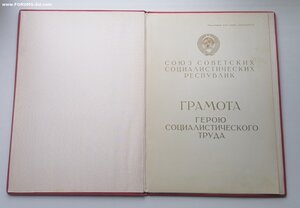 СОЮЗ СОВЕТСКИХ
СОЦИАЛИСТИЧЕСКИХ
РЕСПУБЛИК
ГРАМОТА
ГЕРОЮ
СОЦИАЛИСТИЧЕСКОГО
ТРУДА